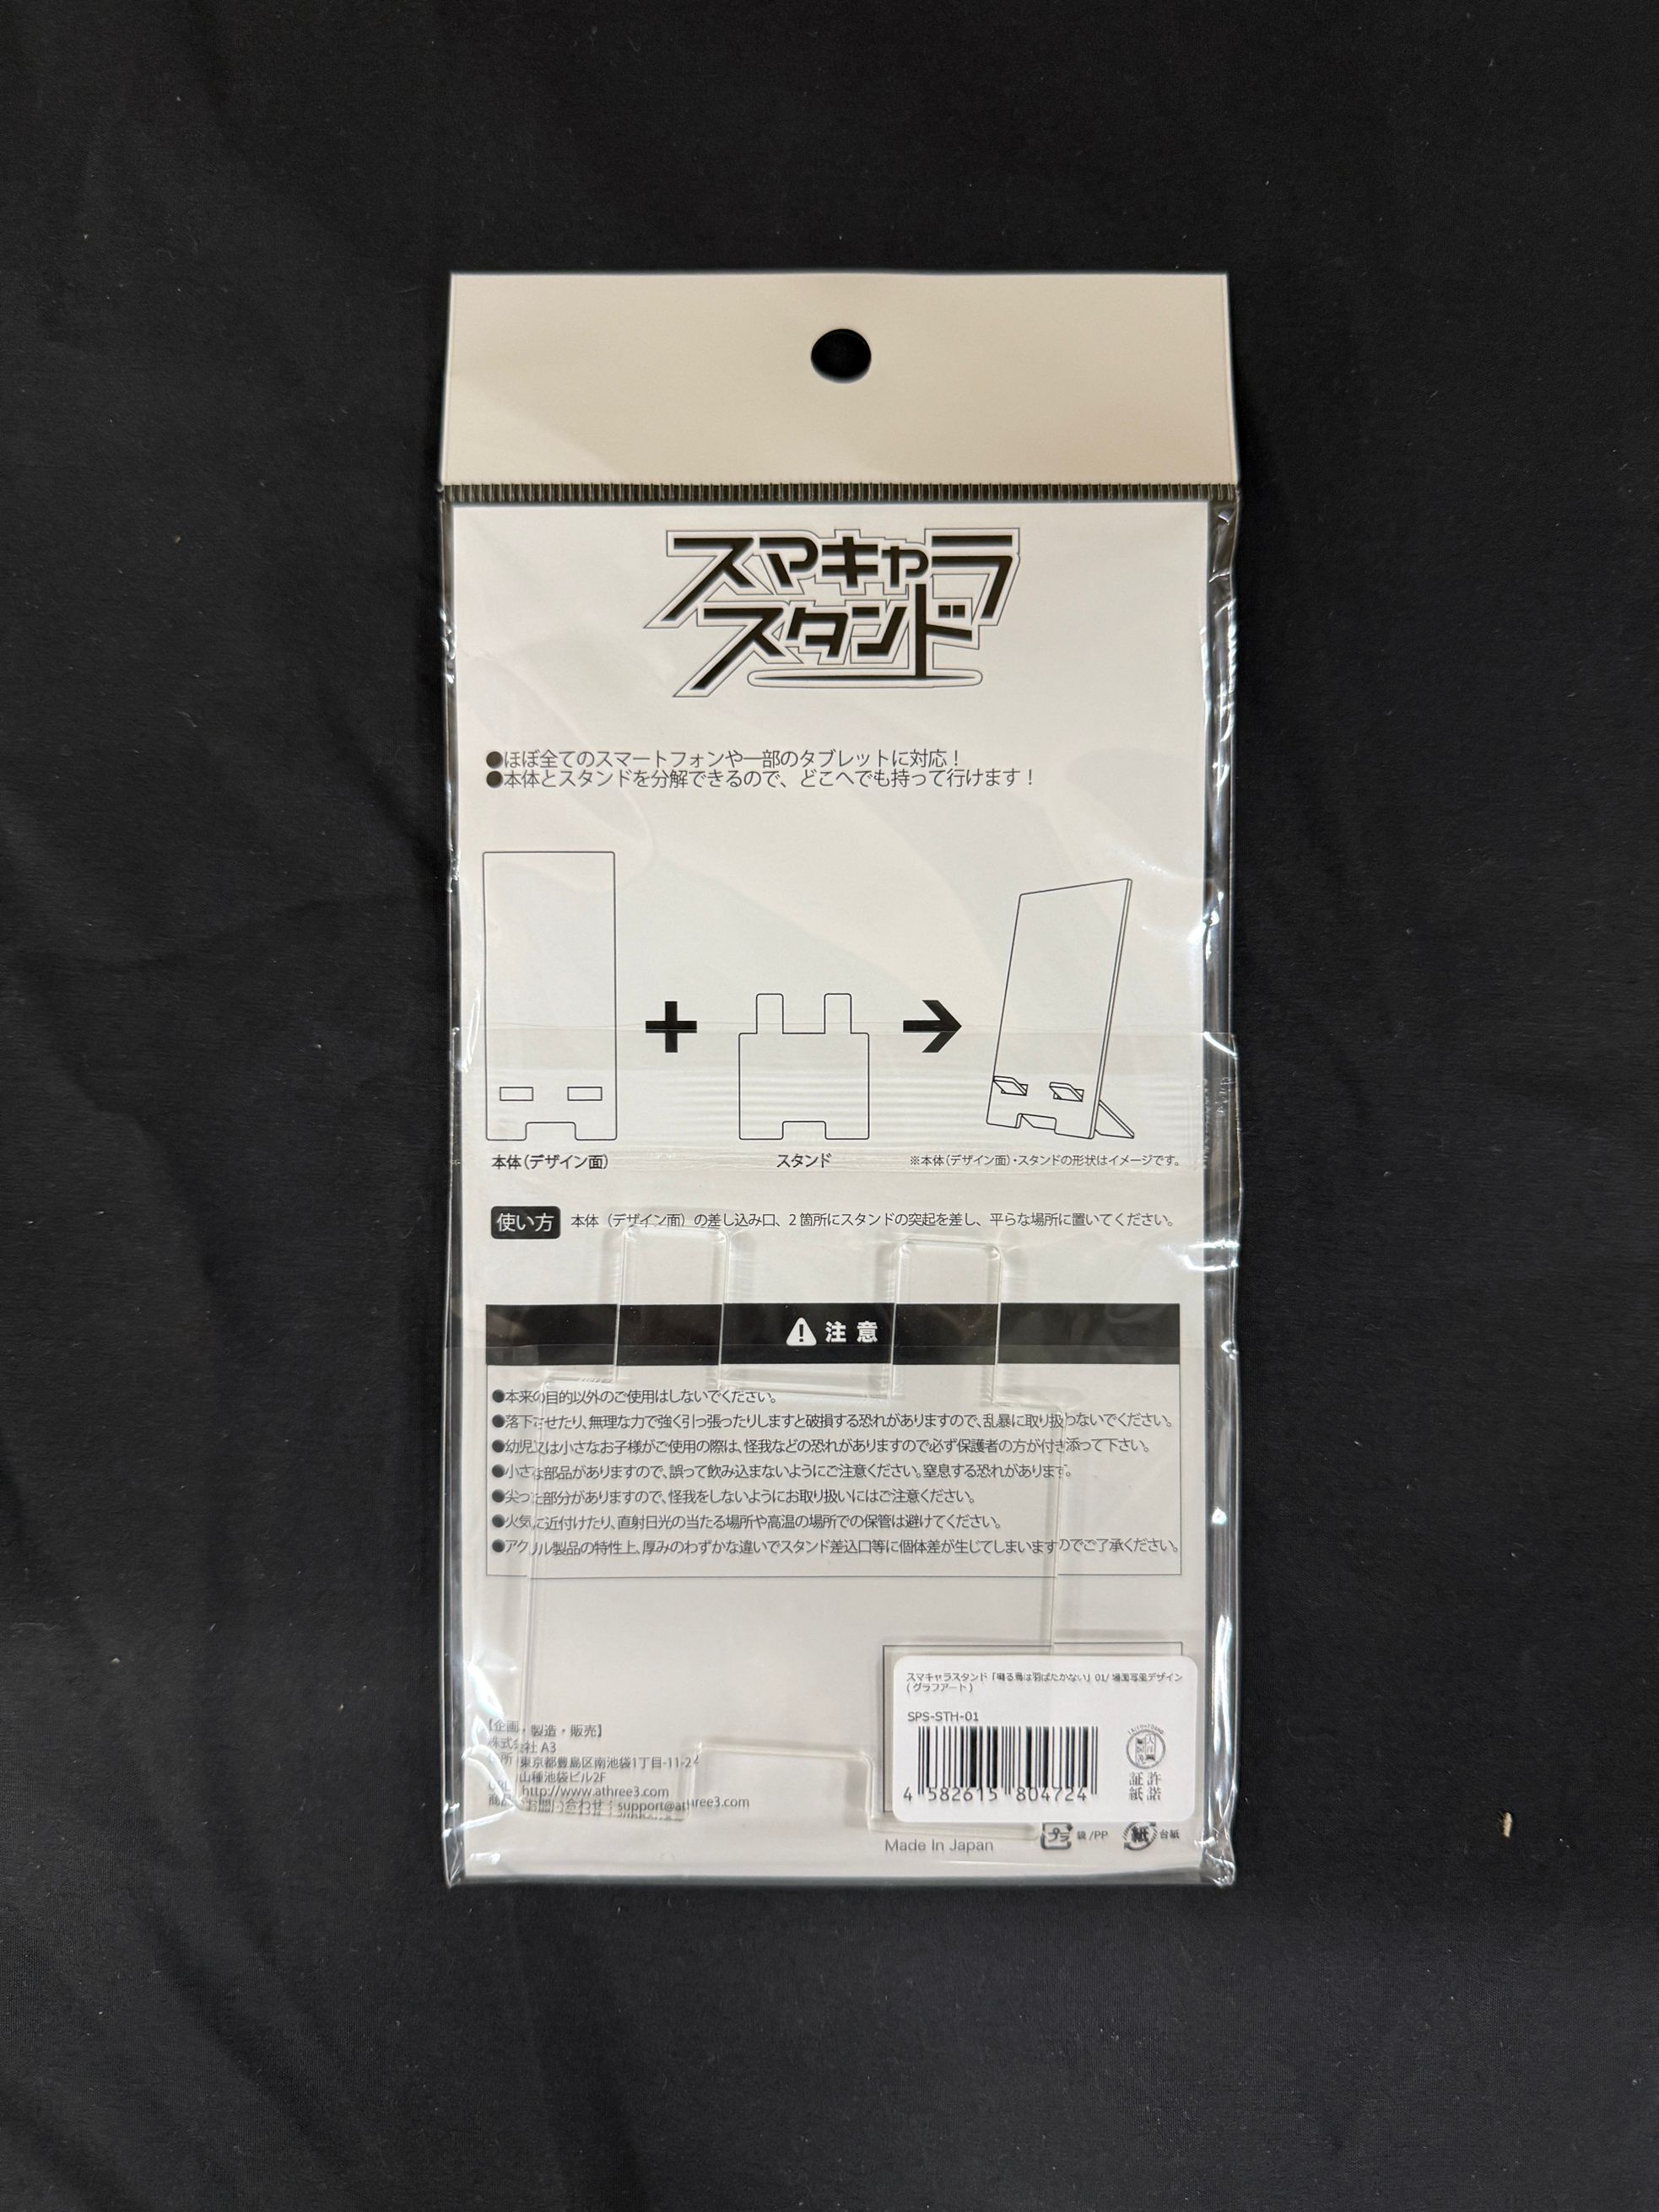 スマキャラ
スタンド
●ほぼ全てのスマートフォンや一部のタブレットに対応！
●本体とスタンドを分解できるので、どこへでも持って行けます！
本体（デザイン面）
スタンド
※本体（デザイン面）・スタンドの形状はイメージです。
使い方 本体（デザイン面）の差し込み口、2箇所にスタンドの突起を差し、平らな場所に置いてください。
注意
●本来の目的以外のご使用はしないでください。
●落下させたり、無理な力で強く引っ張ったりしますと破損する恐れがありますので、乱暴に取り扱わないでください。
●幼児又は小さなお子様がご使用の際は、怪我などの恐れがありますので必ず保護者の方が付き添って下さい。
●小さな部品がありますので、誤って飲み込まないようにご注意ください。窒息する恐れがあります。
●尖った部分がありますので、怪我をしないようにお取り扱いにはご注意ください。
●火気に近付けたり、直射日光の当たる場所や高温の場所での保管は避けてください。
●アクリル製品の特性上、厚みのわずかな違いでスタンド差込口等に個体差が生じてしまいますのでご了承ください。
【企画・製造・販売】
株式会社 A3
住所 東京都豊島区南池袋1丁目-11-22
山種池袋ビル2F
URL http://www.athree3.com
お問い合わせ：support@athree3.com
スマキャラスタンド「囀る鳥は羽ばたかない」01/ 場面写風デザイン
(グラフアート)
SPS-STH-01
4 582615 804724
許諾
証紙
Made In Japan
プラ 袋/PP
紙 台紙